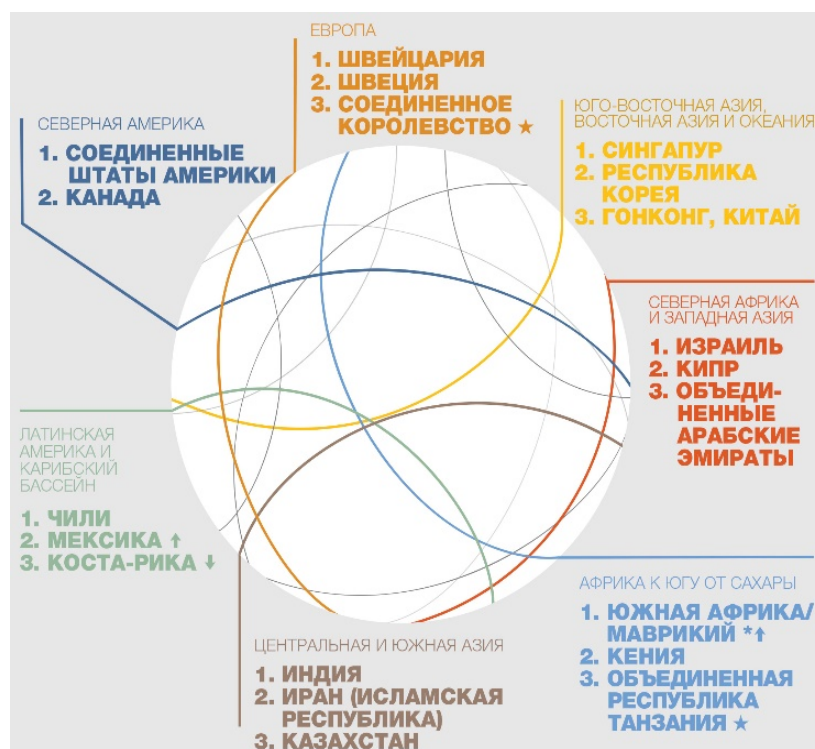 ЕВРОПА
1. ШВЕЙЦАРИЯ
2. ШВЕЦИЯ
3. СОЕДИНЕННОЕ
КОРОЛЕВСТВО ★
СЕВЕРНАЯ АМЕРИКА
1. СОЕДИНЕННЫЕ
ШТАТЫ АМЕРИКИ
2. КАНАДА
ЮГО-ВОСТОЧНАЯ АЗИЯ,
ВОСТОЧНАЯ АЗИЯ И ОКЕАНИЯ
1. СИНГАПУР
2. РЕСПУБЛИКА
КОРЕЯ
3. ГОНКОНГ, КИТАЙ
СЕВЕРНАЯ АФРИКА
И ЗАПАДНАЯ АЗИЯ
1. ИЗРАИЛЬ
2. КИПР
3. ОБЪЕДИ-
НЕННЫЕ
АРАБСКИЕ
ЭМИРАТЫ
ЛАТИНСКАЯ
АМЕРИКА И
КАРИБСКИЙ
БАССЕЙН
1. ЧИЛИ
2. МЕКСИКА ↑
3. КОСТА-РИКА ↓
АФРИКА К ЮГУ ОТ САХАРЫ
1. ЮЖНАЯ АФРИКА/
МАВРИКИЙ *↑
2. КЕНИЯ
3. ОБЪЕДИНЕННАЯ
РЕСПУБЛИКА
ТАНЗАНИЯ ★
ЦЕНТРАЛЬНАЯ И ЮЖНАЯ АЗИЯ
1. ИНДИЯ
2. ИРАН (ИСЛАМСКАЯ
РЕСПУБЛИКА)
3. КАЗАХСТАН